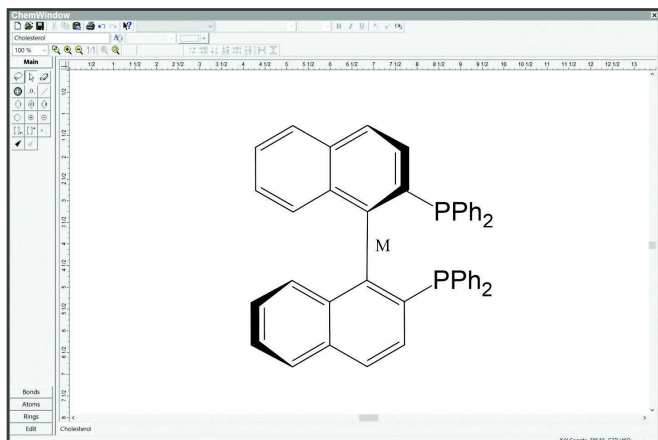 ChemWindow
Cholesterol
100 %
Main
1/2 1 1 1/2 2 2 1/2 3 3 1/2 4 4 1/2 5 5 1/2 6 6 1/2 7 7 1/2 8 8 1/2 9 9 1/2 10 10 1/2 11 11 1/2 12 12 1/2 13
PPh2
M
PPh2
Bonds
Atoms
Rings
Edit
Cholesterol